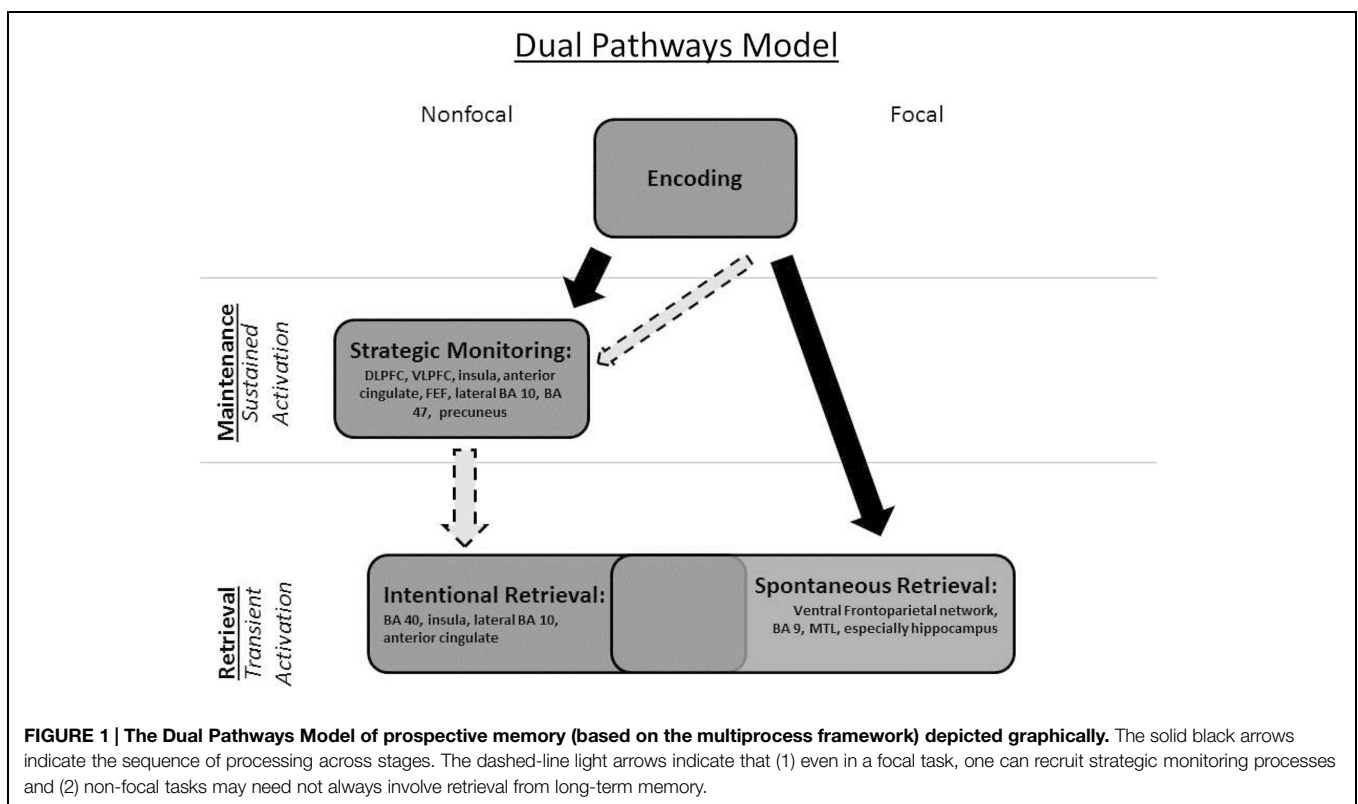 Dual Pathways Model
Nonfocal
Focal
Encoding
Maintenance
Sustained
Activation
Strategic Monitoring:
DLPFC, VLPFC, insula, anterior
cingulate, FEF, lateral BA 10, BA
47, precuneus
Retrieval
Transient
Activation
Intentional Retrieval:
BA 40, insula, lateral BA 10,
anterior cingulate
Spontaneous Retrieval:
Ventral Frontoparietal network,
BA 9, MTL, especially hippocampus
FIGURE 1 | The Dual Pathways Model of prospective memory (based on the multiprocess framework) depicted graphically. The solid black arrows
indicate the sequence of processing across stages. The dashed-line light arrows indicate that (1) even in a focal task, one can recruit strategic monitoring processes
and (2) non-focal tasks may need not always involve retrieval from long-term memory.